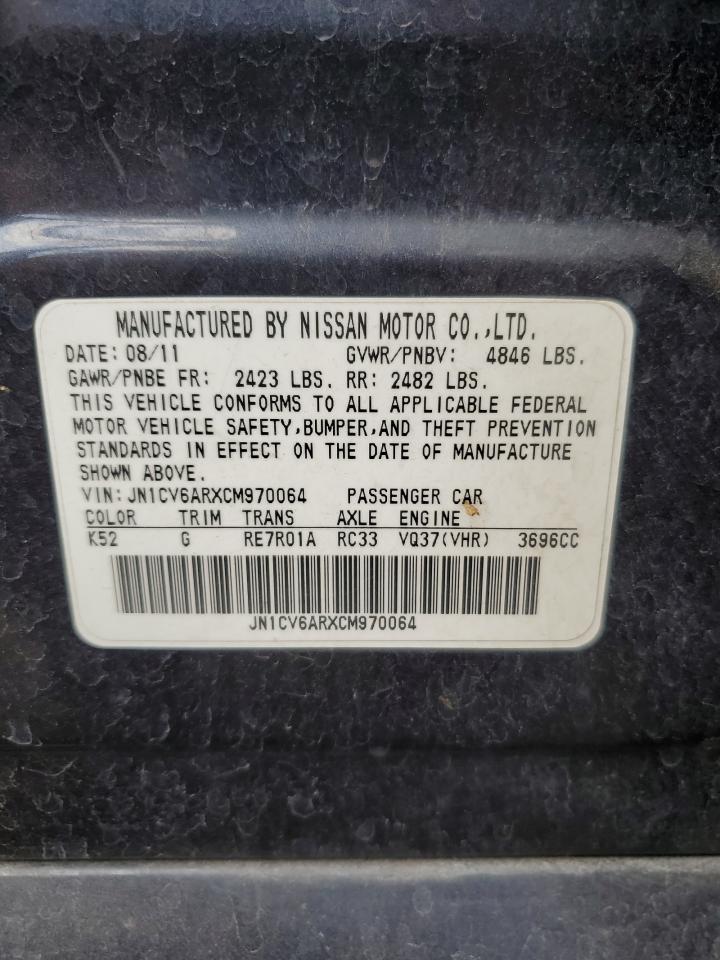 MANUFACTURED BY NISSAN MOTOR CO.,LTD.
DATE: 08/11 GVWR/PNBV: 4846 LBS.
GAWR/PNBE FR: 2423 LBS. RR: 2482 LBS.
THIS VEHICLE CONFORMS TO ALL APPLICABLE FEDERAL
MOTOR VEHICLE SAFETY,BUMPER,AND THEFT PREVENTION
STANDARDS IN EFFECT ON THE DATE OF MANUFACTURE
SHOWN ABOVE.
VIN: JN1CV6ARXCM970064 PASSENGER CAR
COLOR TRIM TRANS AXLE ENGINE
K52 G RE7R01A RC33 VQ37(VHR) 3696CC
JN1CV6ARXCM970064